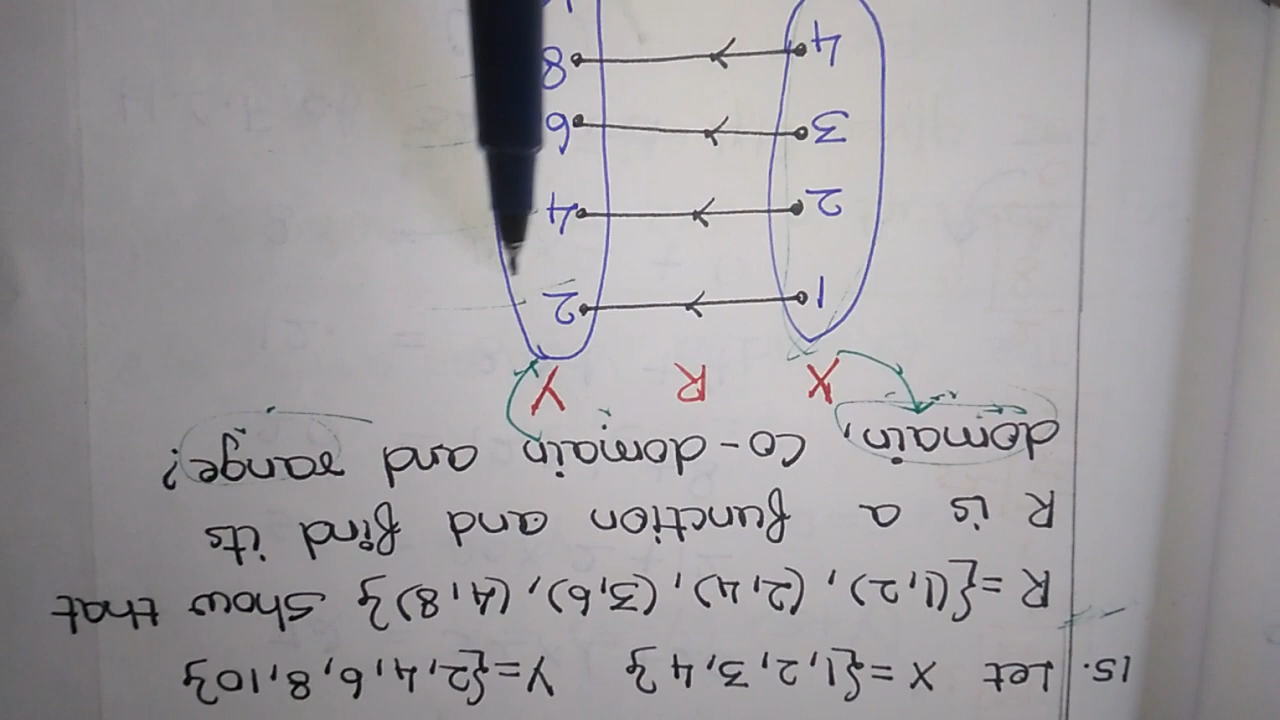 15. Let X = {1, 2, 3, 4} Y = {2, 4, 6, 8, 10}
R = {(1, 2), (2, 4), (3, 6), (4, 8)} show that
R is a function and find its
domain, co-domain and range?
X R Y
1 2
2 4
3 6
4 8